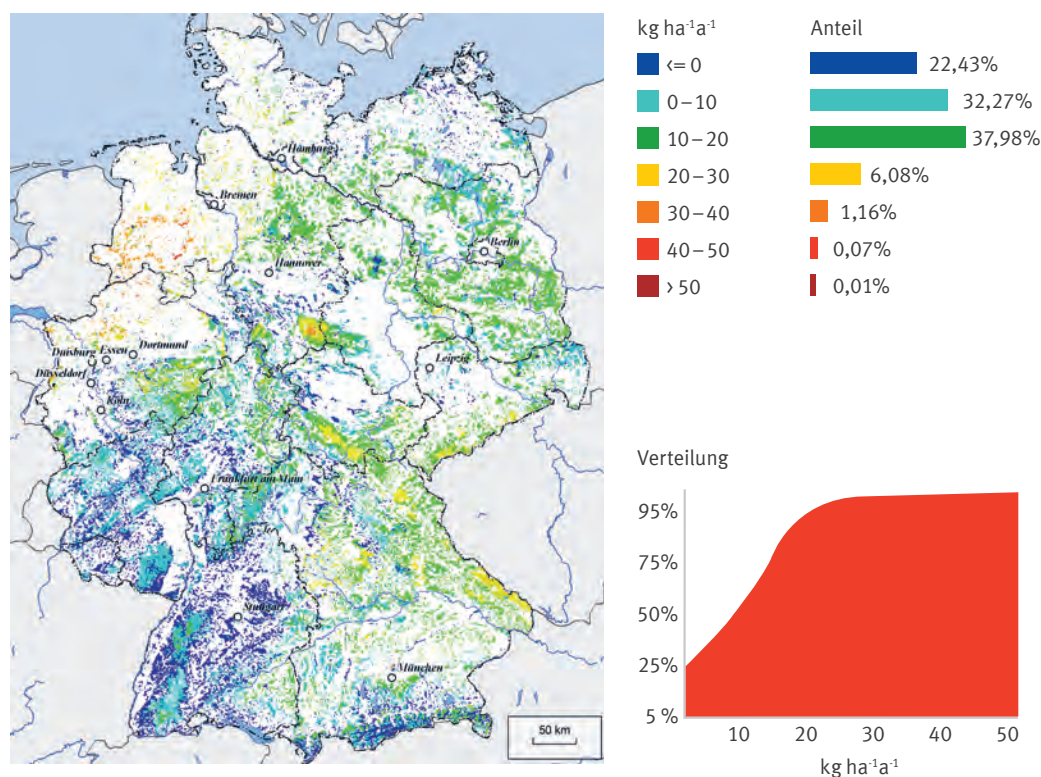 Hamburg
Bremen
Berlin
Hannover
Dortmund
Essen
Duisburg
Düsseldorf
Leipzig
Köln
Frankfurt am Main
Stuttgart
München
50 km
kg ha⁻¹a⁻¹ Anteil
<= 0 22,43%
0–10 32,27%
10–20 37,98%
20–30 6,08%
30–40 1,16%
40–50 0,07%
> 50 0,01%
Verteilung
95%
75%
50%
25%
5 %
10 20 30 40 50
kg ha⁻¹a⁻¹